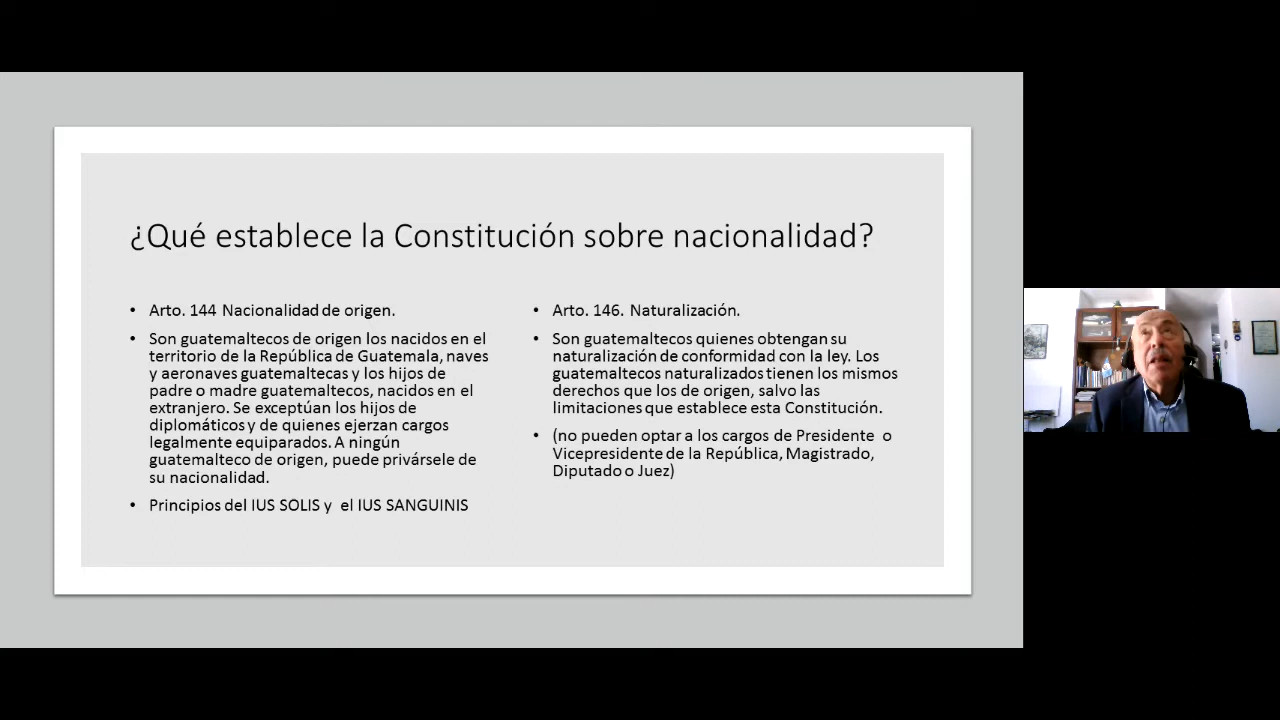 ¿Qué establece la Constitución sobre nacionalidad?
• Arto. 144 Nacionalidad de origen.
• Son guatemaltecos de origen los nacidos en el
territorio de la República de Guatemala, naves
y aeronaves guatemaltecas y los hijos de
padre o madre guatemaltecos, nacidos en el
extranjero. Se exceptúan los hijos de
diplomáticos y de quienes ejerzan cargos
legalmente equiparados. A ningún
guatemalteco de origen, puede privársele de
su nacionalidad.
• Principios del IUS SOLIS y el IUS SANGUINIS
• Arto. 146. Naturalización.
• Son guatemaltecos quienes obtengan su
naturalización de conformidad con la ley. Los
guatemaltecos naturalizados tienen los mismos
derechos que los de origen, salvo las
limitaciones que establece esta Constitución.
• (no pueden optar a los cargos de Presidente o
Vicepresidente de la República, Magistrado,
Diputado o Juez)